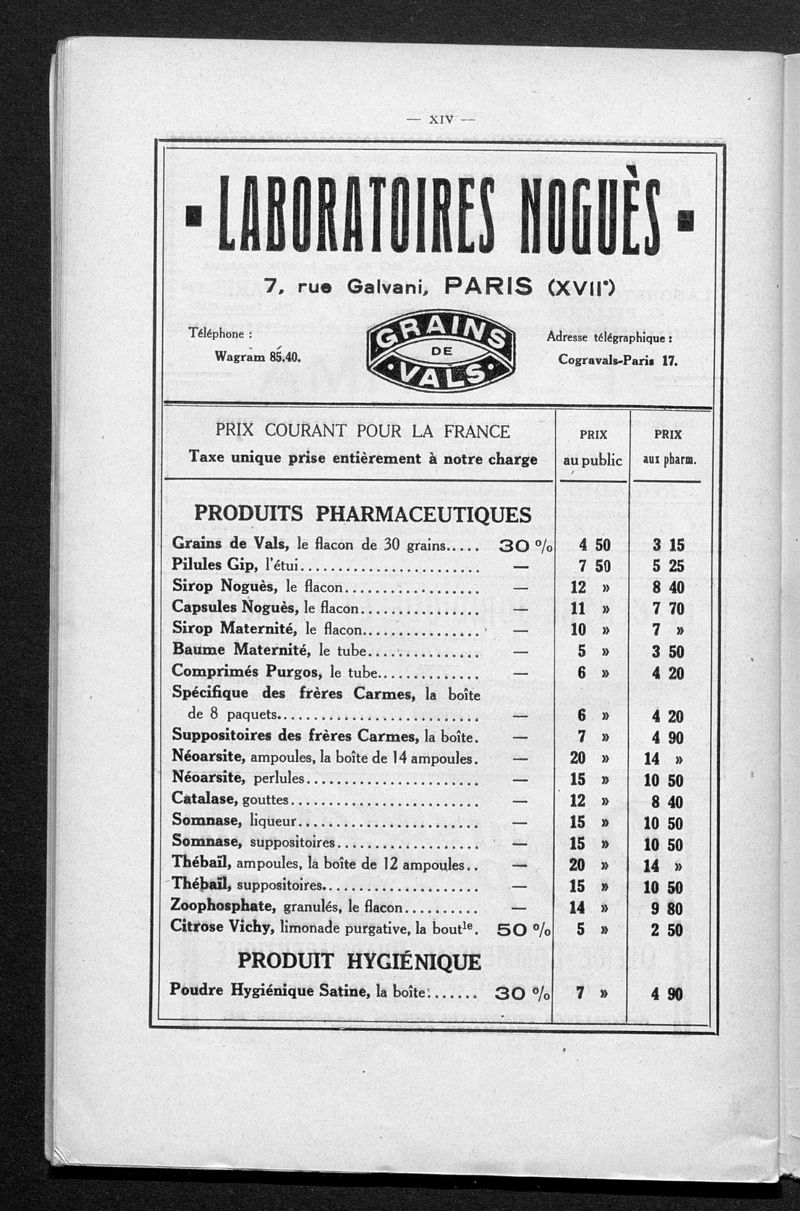 — XIV —
LABORATOIRES NOGUÈS
7, rue Galvani, PARIS (XVIIe)
Téléphone :
Wagram 85.40.
GRAINS
DE
VALS
Adresse télégraphique :
Cogravals-Paris 17.
PRIX COURANT POUR LA FRANCE
Taxe unique prise entièrement à notre charge
PRIX
au public
PRIX
aux pharm.
PRODUITS PHARMACEUTIQUES
Grains de Vals, le flacon de 30 grains..... 30 % 4 50 3 15
Pilules Gip, l'étui........................ — 7 50 5 25
Sirop Noguès, le flacon.................. — 12 » 8 40
Capsules Noguès, le flacon................ — 11 » 7 70
Sirop Maternité, le flacon................ — 10 » 7 »
Baume Maternité, le tube............... — 5 » 3 50
Comprimés Purgos, le tube.............. — 6 » 4 20
Spécifique des frères Carmes, la boîte
de 8 paquets........................... — 6 » 4 20
Suppositoires des frères Carmes, la boîte. — 7 » 4 90
Néoarsite, ampoules, la boîte de 14 ampoules. — 20 » 14 »
Néoarsite, perlules....................... — 15 » 10 50
Catalase, gouttes......................... — 12 » 8 40
Somnase, liqueur........................ — 15 » 10 50
Somnase, suppositoires................... — 15 » 10 50
Thébaïl, ampoules, la boîte de 12 ampoules.. — 20 » 14 »
Thébaïl, suppositoires..................... — 15 » 10 50
Zoophosphate, granulés, le flacon.......... — 14 » 9 80
Citrose Vichy, limonade purgative, la boutle. 50 % 5 » 2 50
PRODUIT HYGIÉNIQUE
Poudre Hygiénique Satine, la boîte....... 30 % 7 » 4 90